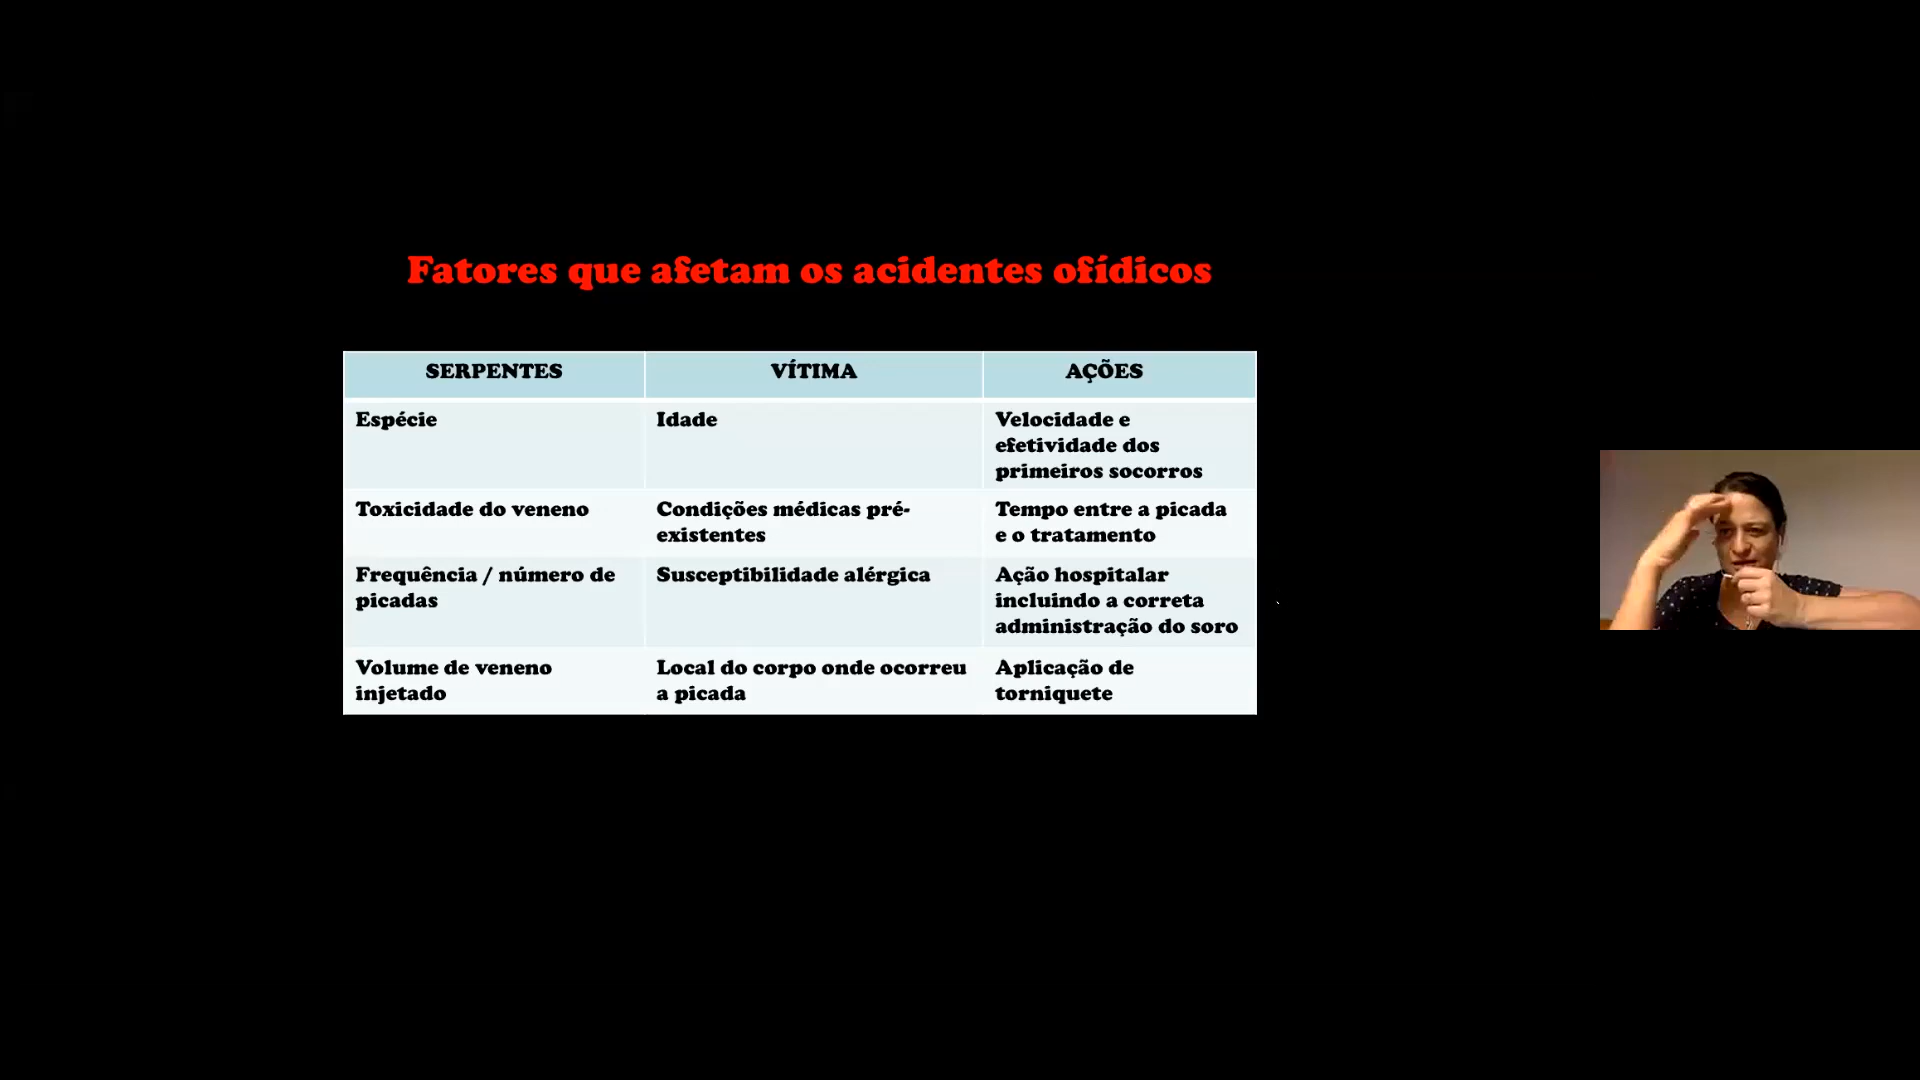 Fatores que afetam os acidentes ofídicos
SERPENTES VÍTIMA AÇÕES
Espécie
Idade
Velocidade e
efetividade dos
primeiros socorros
Toxicidade do veneno
Condições médicas pré-
existentes
Tempo entre a picada
e o tratamento
Frequência / número de
picadas
Susceptibilidade alérgica
Ação hospitalar
incluindo a correta
administração do soro
Volume de veneno
injetado
Local do corpo onde ocorreu
a picada
Aplicação de
torniquete